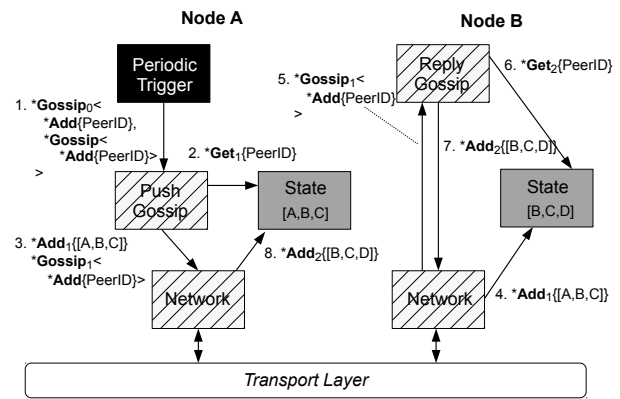 Node A
Node B
Periodic
Trigger
1. *Gossip0<
*Add{PeerID},
*Gossip<
*Add{PeerID}>
>
2. *Get1{PeerID}
Push
Gossip
State
[A,B,C]
3. *Add1{[A,B,C]}
*Gossip1<
*Add{PeerID}>
8. *Add2{[B,C,D]}
Network
5. *Gossip1<
*Add{PeerID}
>
Reply
Gossip
6. *Get2{PeerID}
7. *Add2{[B,C,D]}
State
[B,C,D]
4. *Add1{[A,B,C]}
Network
Transport Layer